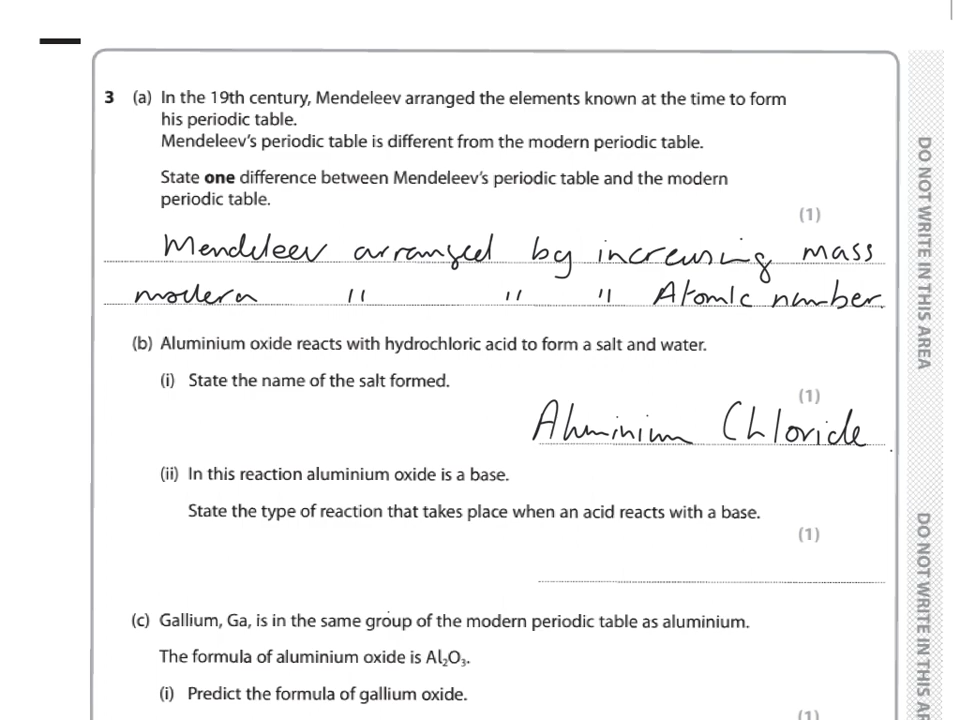 3 (a) In the 19th century, Mendeleev arranged the elements known at the time to form
his periodic table.
Mendeleev's periodic table is different from the modern periodic table.
State one difference between Mendeleev's periodic table and the modern
periodic table.
(1)
Mendeleev arranged by increasing mass
modern " " " Atomic number.
(b) Aluminium oxide reacts with hydrochloric acid to form a salt and water.
(i) State the name of the salt formed.
(1)
Aluminium Chloride
(ii) In this reaction aluminium oxide is a base.
State the type of reaction that takes place when an acid reacts with a base.
(1)
(c) Gallium, Ga, is in the same group of the modern periodic table as aluminium.
The formula of aluminium oxide is Al₂O₃.
(i) Predict the formula of gallium oxide.
(1)
DO NOT WRITE IN THIS AREA
DO NOT WRITE IN THIS AR